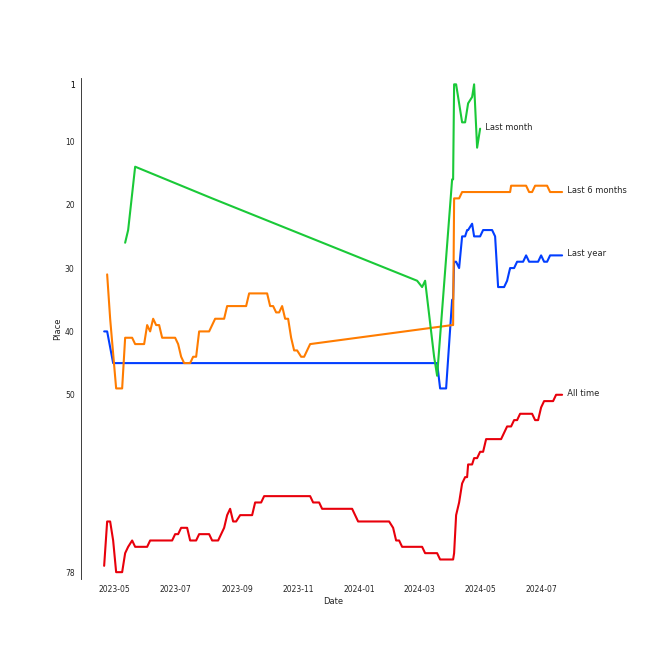 1
10
20
30
40
50
78
Place
Last month
Last 6 months
Last year
All time
2023-05 2023-07 2023-09 2023-11 2024-01 2024-03 2024-05 2024-07
Date